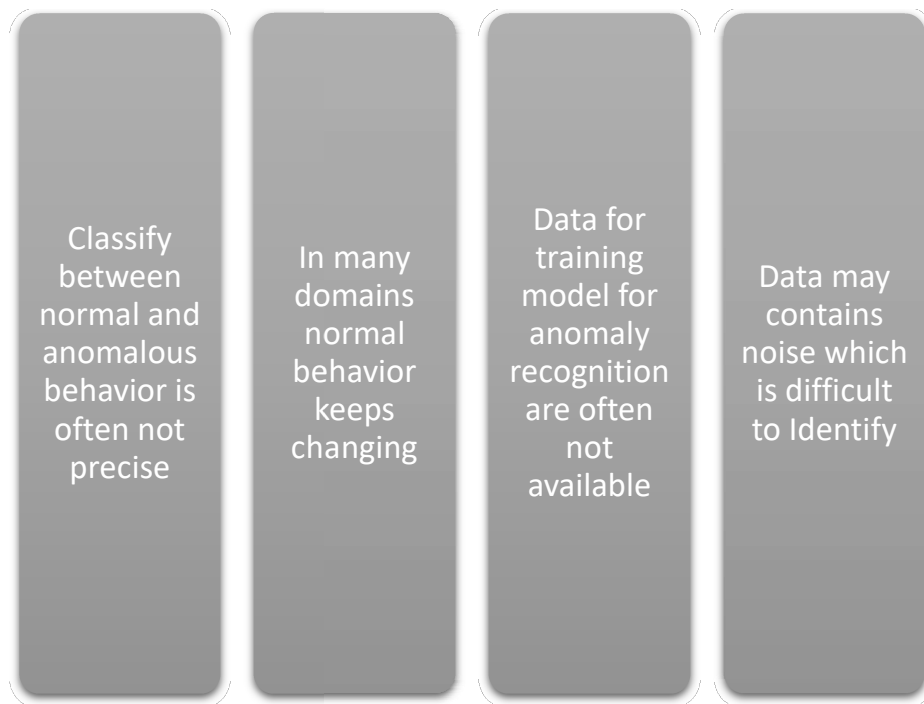 Classify
between
normal and
anomalous
behavior is
often not
precise
In many
domains
normal
behavior
keeps
changing
Data for
training
model for
anomaly
recognition
are often
not
available
Data may
contains
noise which
is difficult
to Identify